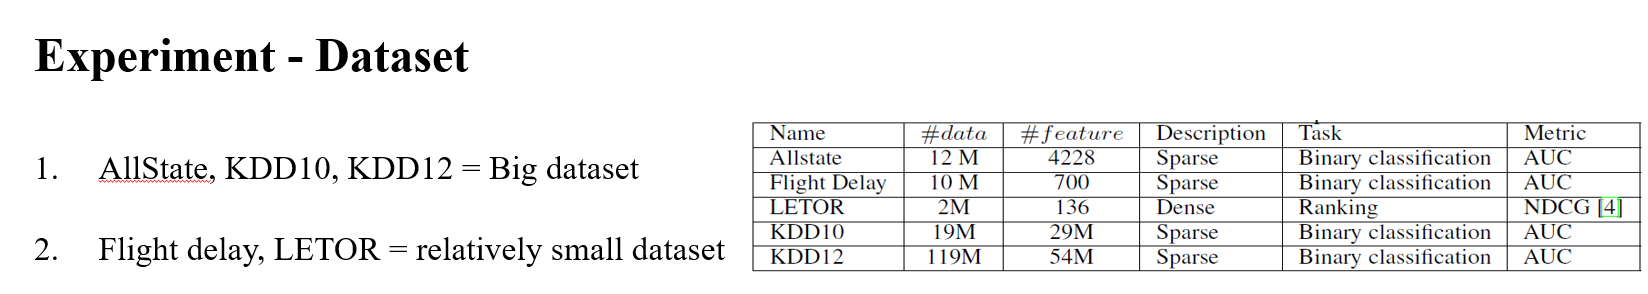 Experiment - Dataset
1. AllState, KDD10, KDD12 = Big dataset
2. Flight delay, LETOR = relatively small dataset
Name #data #feature Description Task Metric
Allstate 12 M 4228 Sparse Binary classification AUC
Flight Delay 10 M 700 Sparse Binary classification AUC
LETOR 2M 136 Dense Ranking NDCG [4]
KDD10 19M 29M Sparse Binary classification AUC
KDD12 119M 54M Sparse Binary classification AUC